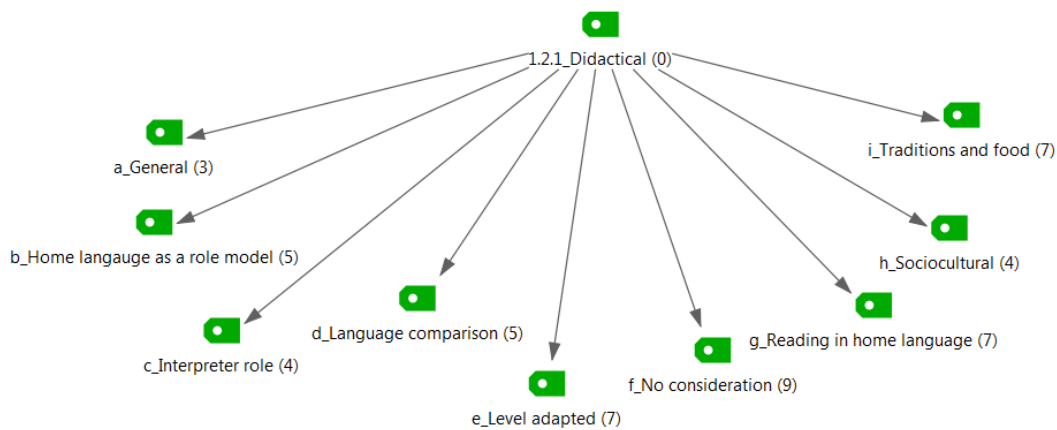 1.2.1_Didactical (0)
a_General (3)
b_Home langauge as a role model (5)
c_Interpreter role (4)
d_Language comparison (5)
e_Level adapted (7)
f_No consideration (9)
g_Reading in home language (7)
h_Sociocultural (4)
i_Traditions and food (7)